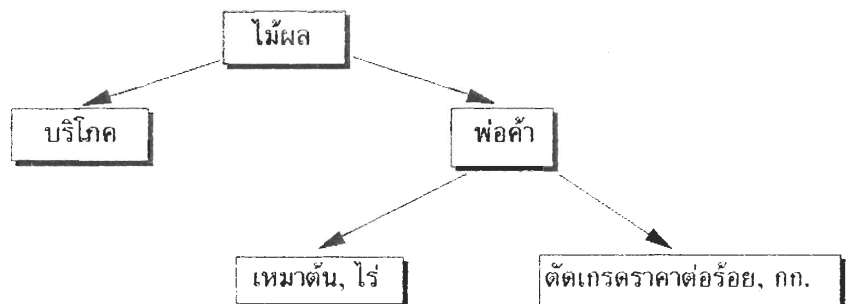 ไม้ผล
บริโภค
พ่อค้า
เหมาต้น, ไร่
ตัดเกรดราคาต่อร้อย, กก.